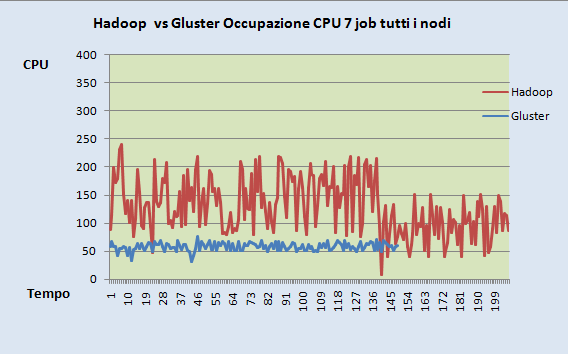 Hadoop  vs Gluster Occupazione CPU 7 job tutti i nodi
CPU
400
350
300
250
200
150
100
50
0
Hadoop
Gluster
Tempo
1 10 19 28 37 46 55 64 73 82 91 100 109 118 127 136 145 154 163 172 181 190 199